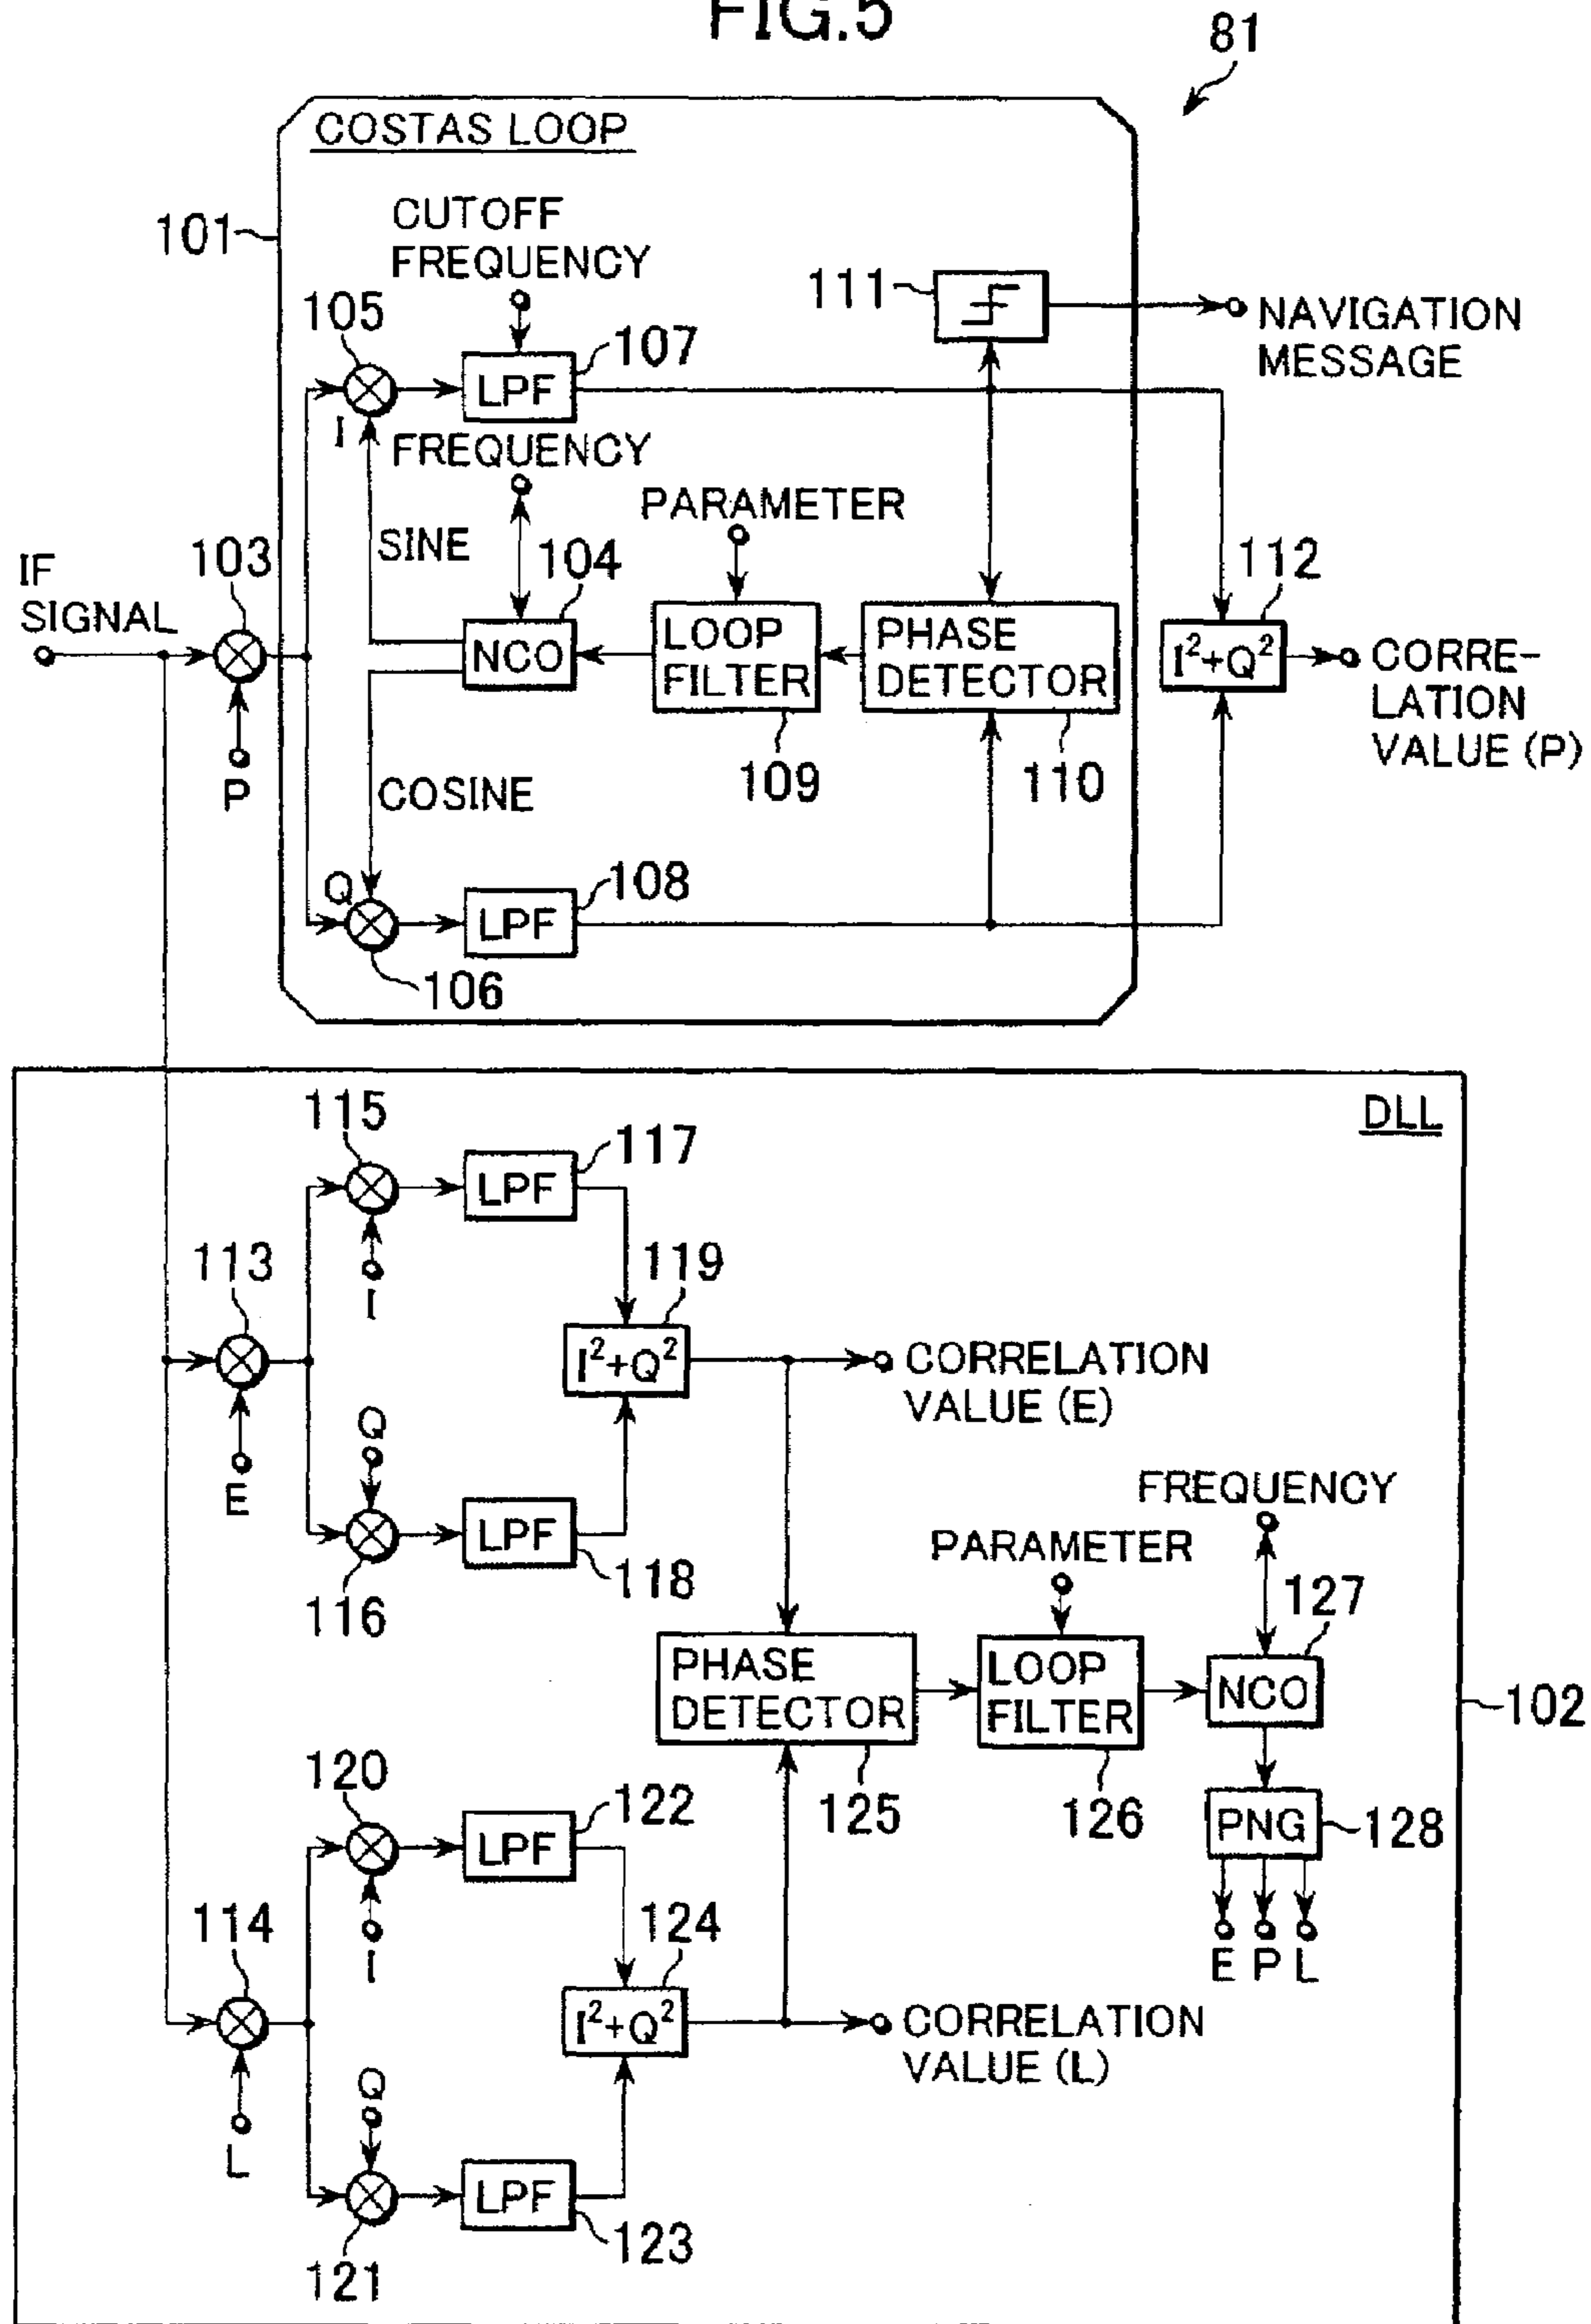 FIG.5
81
COSTAS LOOP
101
CUTOFF
FREQUENCY
105
107
LPF
I
111
NAVIGATION
MESSAGE
FREQUENCY
SINE
104
NCO
PARAMETER
LOOP
FILTER
109
PHASE
DETECTOR
110
112
I²+Q²
CORRE-
LATION
VALUE (P)
IF
SIGNAL
103
P
COSINE
Q
106
108
LPF
DLL
102
115
117
LPF
I
113
E
119
I²+Q²
CORRELATION
VALUE (E)
Q
116
118
LPF
PHASE
DETECTOR
125
PARAMETER
LOOP
FILTER
126
FREQUENCY
127
NCO
PNG
128
E P L
120
122
LPF
I
114
L
124
I²+Q²
CORRELATION
VALUE (L)
Q
121
LPF
123